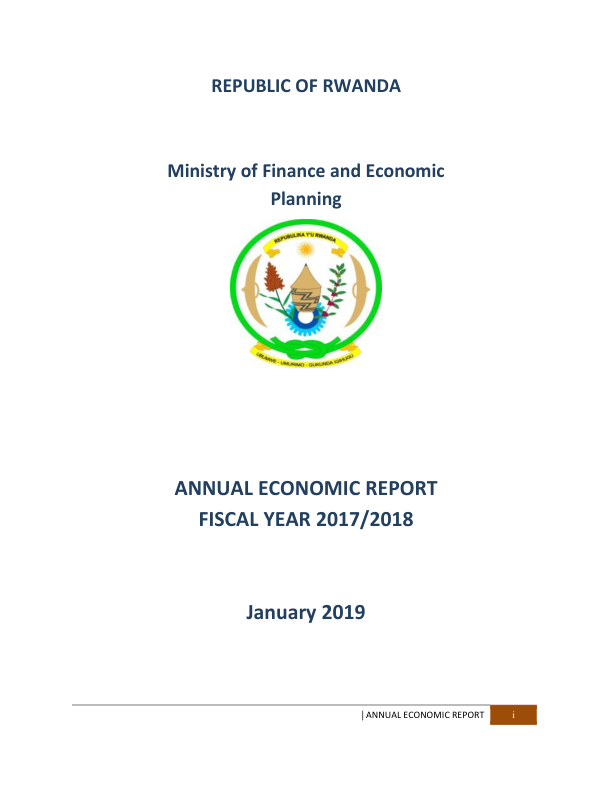 REPUBLIC OF RWANDA
Ministry of Finance and Economic
Planning
REPUBULIKA Y'U RWANDA
UBUMWE - UMURIMO - GUKUNDA IGIHUGU
ANNUAL ECONOMIC REPORT
FISCAL YEAR 2017/2018
January 2019
| ANNUAL ECONOMIC REPORT i